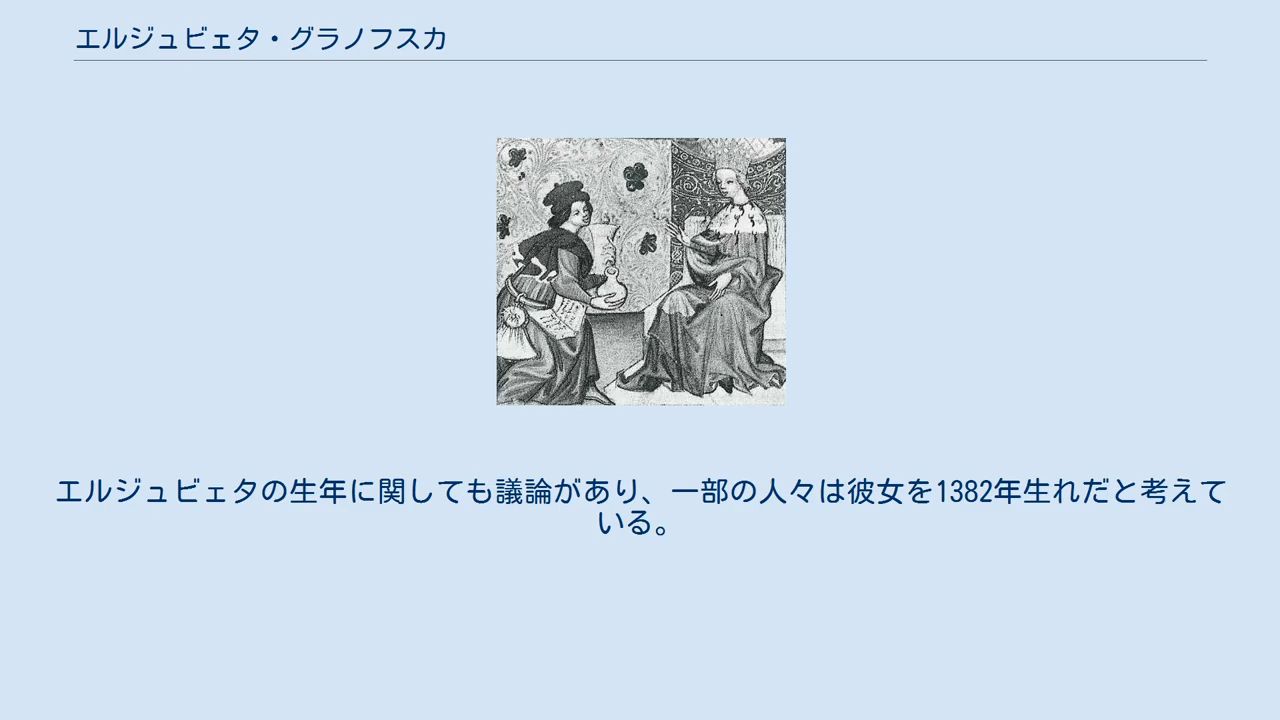 エルジュビェタ・グラノフスカ
エルジュビェタの生年に関しても議論があり、一部の人々は彼女を1382年生れだと考えて
いる。